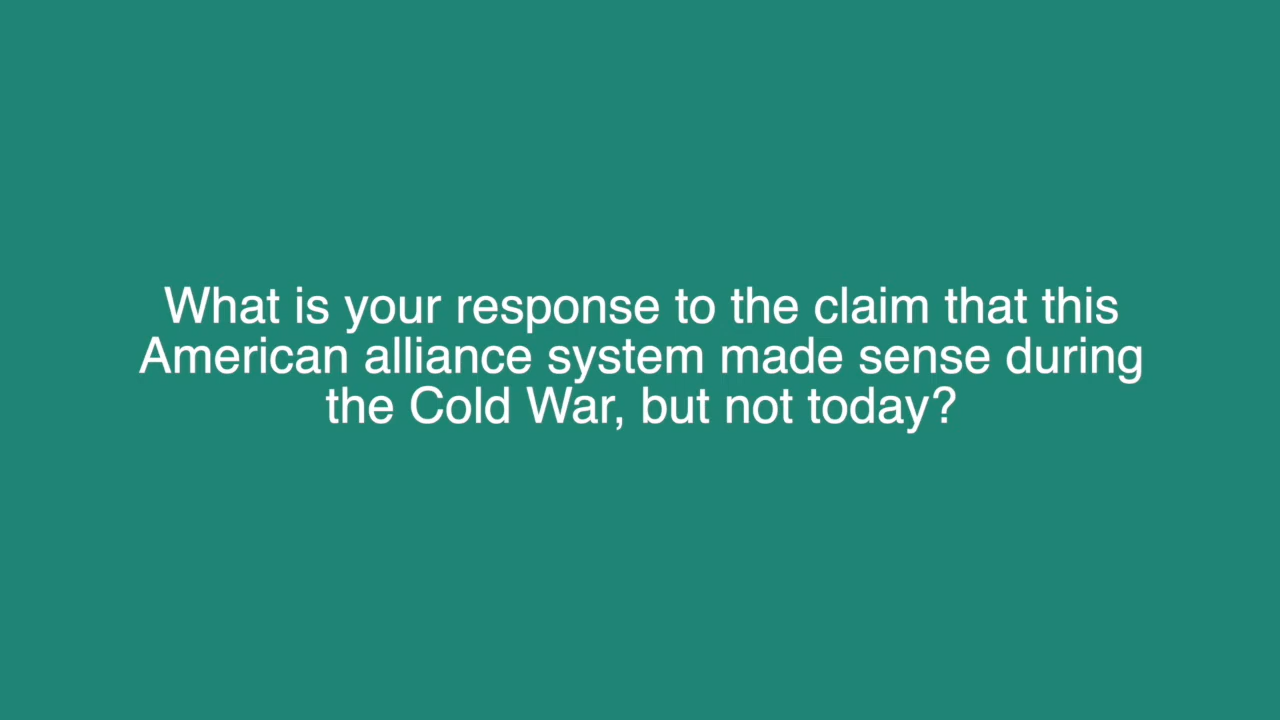 What is your response to the claim that this
American alliance system made sense during
the Cold War, but not today?